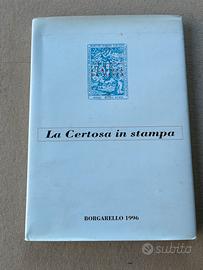 La Certosa in stampa
BORGARELLO 1996
subito